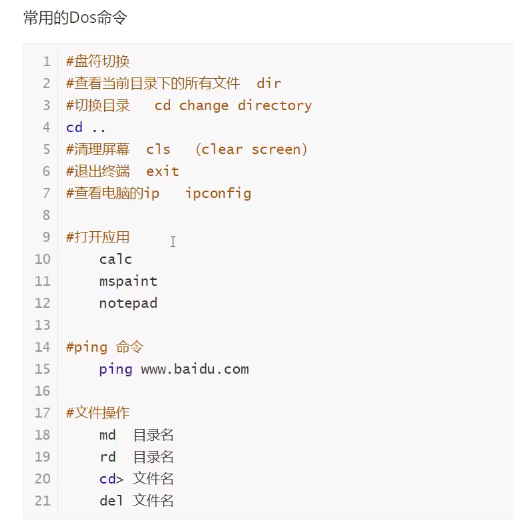 常用的Dos命令
1 #盘符切换
2 #查看当前目录下的所有文件  dir
3 #切换目录   cd change directory
4 cd ..
5 #清理屏幕  cls  （clear screen）
6 #退出终端  exit
7 #查看电脑的ip   ipconfig
8
9 #打开应用
10     calc
11     mspaint
12     notepad
13
14 #ping 命令
15     ping www.baidu.com
16
17 #文件操作
18     md  目录名
19     rd  目录名
20     cd> 文件名
21     del 文件名